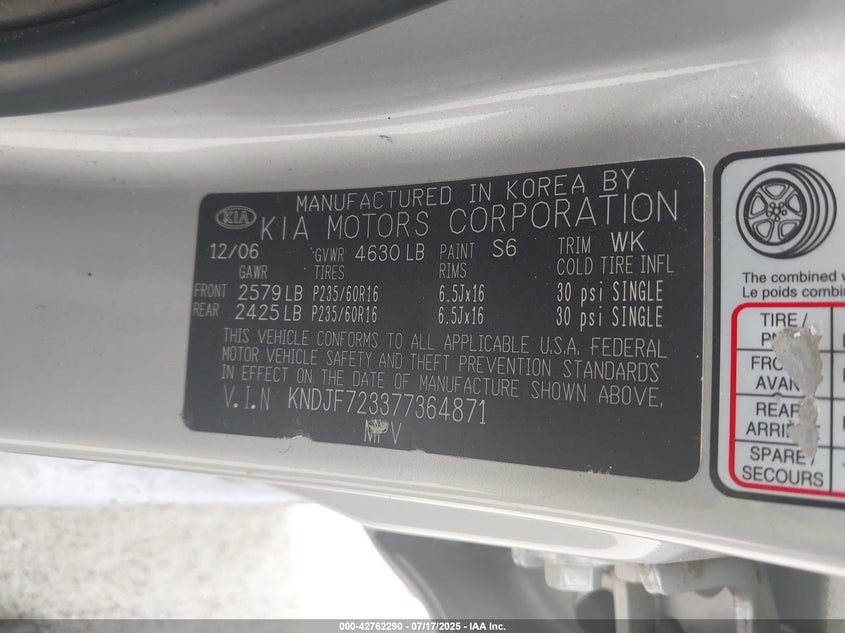 MANUFACTURED IN KOREA BY
KIA KIA MOTORS CORPORATION
12/06 GVWR 4630 LB PAINT S6 TRIM WK
GAWR TIRES RIMS COLD TIRE INFL
FRONT 2579 LB P235/60R16 6.5Jx16 30 psi SINGLE
REAR 2425 LB P235/60R16 6.5Jx16 30 psi SINGLE
THIS VEHICLE CONFORMS TO ALL APPLICABLE U.S.A. FEDERAL
MOTOR VEHICLE SAFETY AND THEFT PREVENTION STANDARDS
IN EFFECT ON THE DATE OF MANUFACTURE SHOWN ABOVE.
V.I.N KNDJF723377364871
MPV
The combined
Le poids
TIRE /
AVANT
REAR
SPARE /
SECOURS
000-42762290 - 07/17/2025 - IAA Inc.